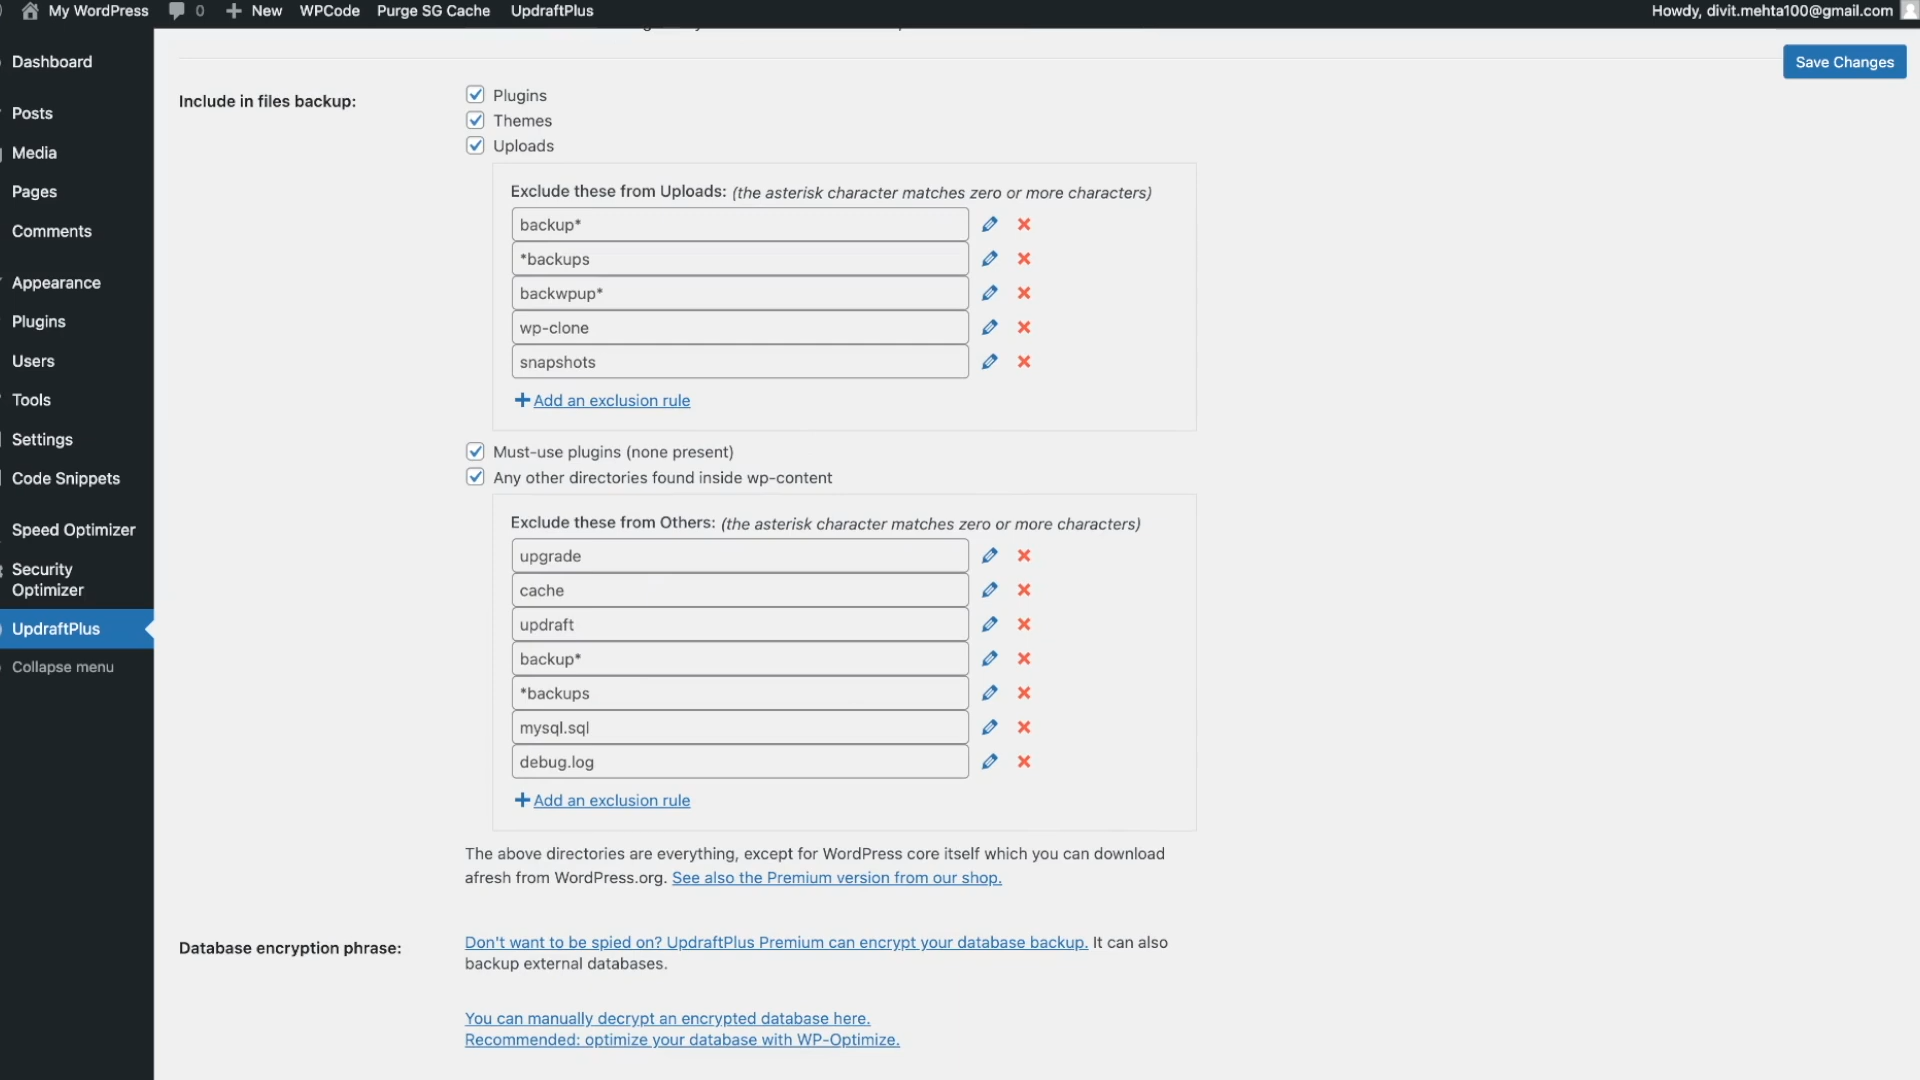 My WordPress 0 New WPCode Purge SG Cache UpdraftPlus Howdy, divit.mehta100@gmail.com
Dashboard
Posts
Media
Pages
Comments
Appearance
Plugins
Users
Tools
Settings
Code Snippets
Speed Optimizer
Security
Optimizer
UpdraftPlus
Collapse menu
Save Changes
Include in files backup:
Plugins
Themes
Uploads
Exclude these from Uploads: (the asterisk character matches zero or more characters)
backup*
*backups
backwpup*
wp-clone
snapshots
Add an exclusion rule
Must-use plugins (none present)
Any other directories found inside wp-content
Exclude these from Others: (the asterisk character matches zero or more characters)
upgrade
cache
updraft
backup*
*backups
mysql.sql
debug.log
Add an exclusion rule
The above directories are everything, except for WordPress core itself which you can download
afresh from WordPress.org. See also the Premium version from our shop.
Database encryption phrase:
Don't want to be spied on? UpdraftPlus Premium can encrypt your database backup. It can also
backup external databases.
You can manually decrypt an encrypted database here.
Recommended: optimize your database with WP-Optimize.